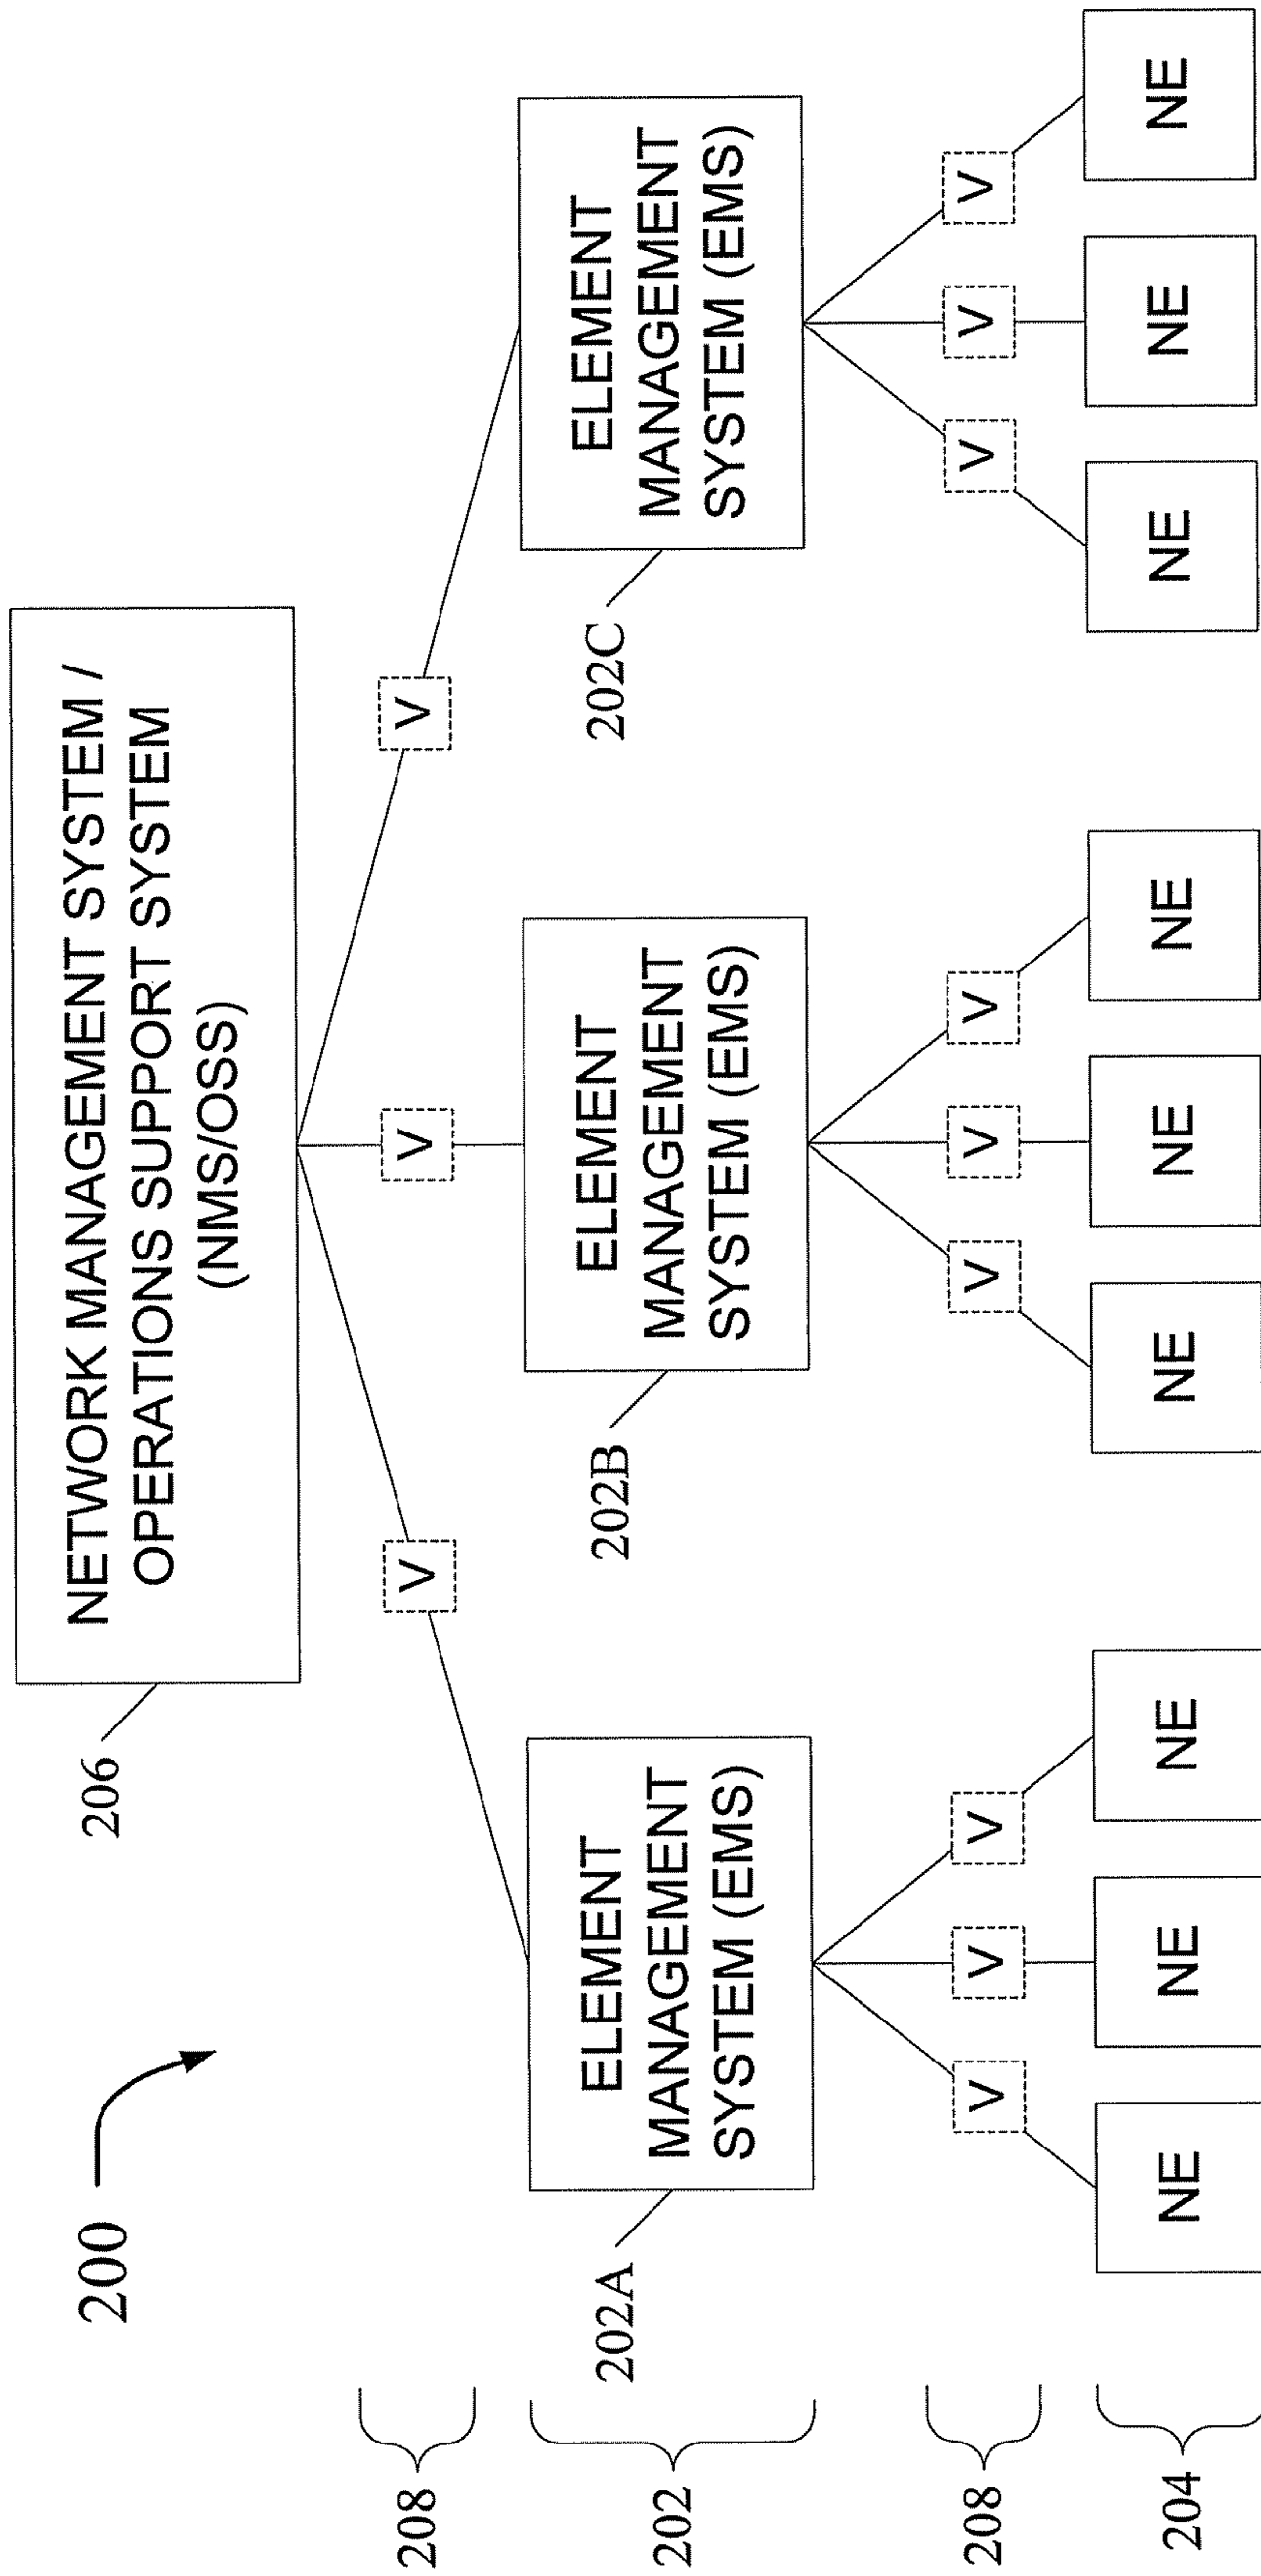 200
206
NETWORK MANAGEMENT SYSTEM /
OPERATIONS SUPPORT SYSTEM
(NMS/OSS)
208
V
V
V
202
202A
ELEMENT
MANAGEMENT
SYSTEM (EMS)
202B
ELEMENT
MANAGEMENT
SYSTEM (EMS)
202C
ELEMENT
MANAGEMENT
SYSTEM (EMS)
208
V
V
V
V
V
V
V
V
V
204
NE
NE
NE
NE
NE
NE
NE
NE
NE